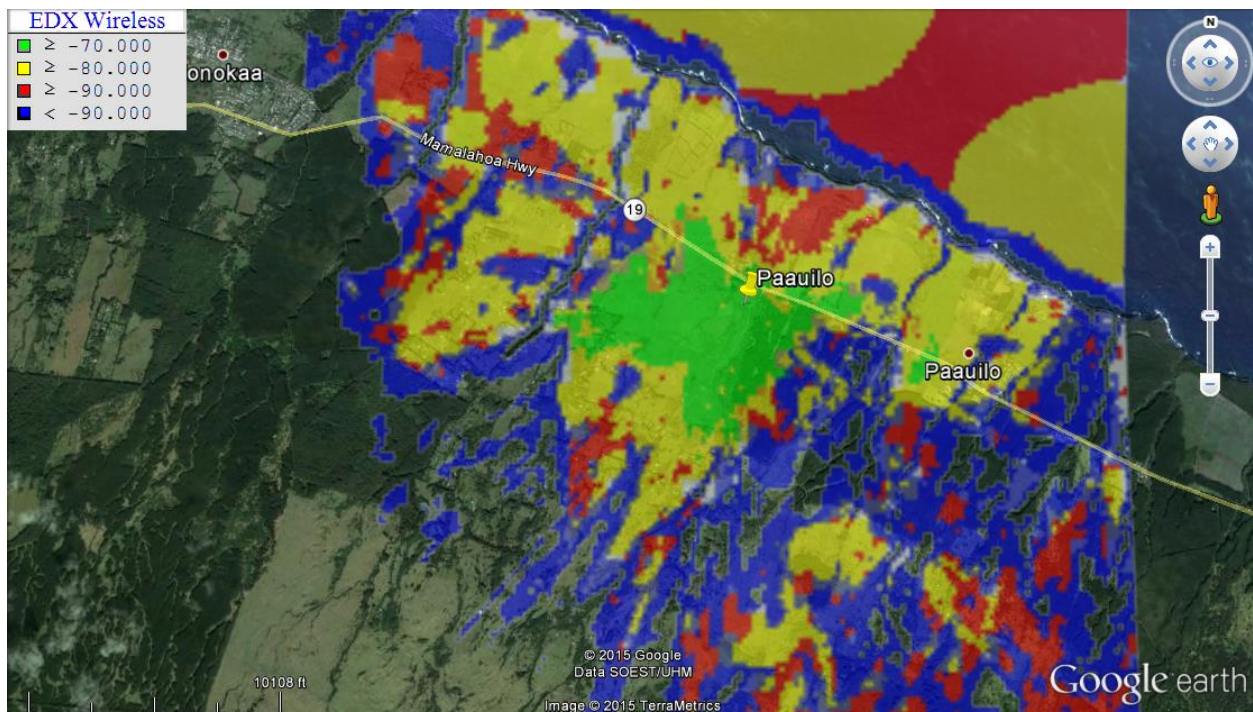 EDX Wireless
≥ -70.000
≥ -80.000
≥ -90.000
< -90.000
onokaa
N
Mamalahoa Hwy
19
Paauilo
Paauilo
10108 ft
© 2015 Google
Data SOEST/UHM
Image © 2015 TerraMetrics
Google earth